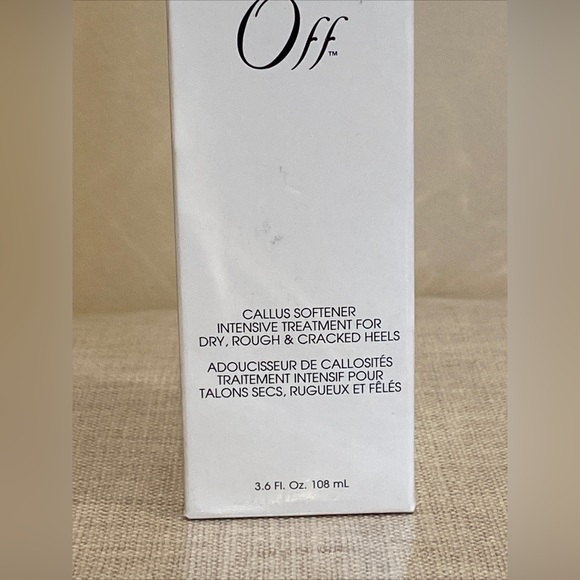 Off™
CALLUS SOFTENER
INTENSIVE TREATMENT FOR
DRY, ROUGH & CRACKED HEELS
ADOUCISSEUR DE CALLOSITÉS
TRAITEMENT INTENSIF POUR
TALONS SECS, RUGUEUX ET FÊLÉS
3.6 Fl. Oz. 108 mL